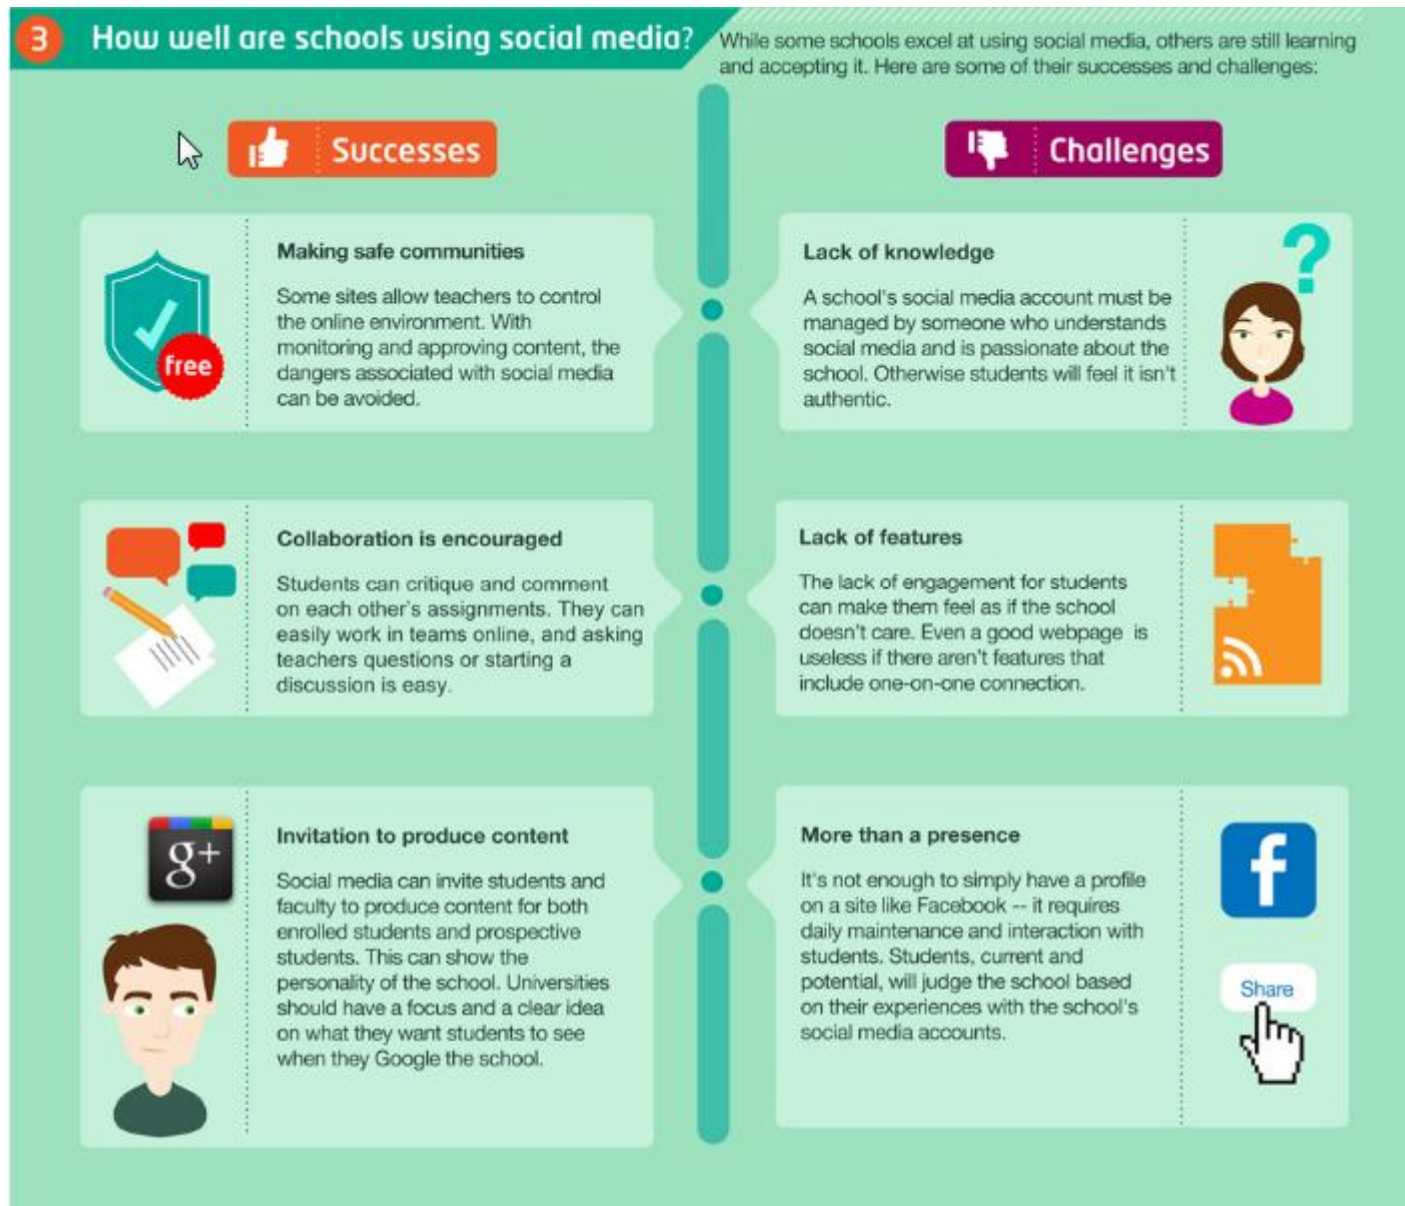 3
How well are schools using social media?
While some schools excel at using social media, others are still learning
and accepting it. Here are some of their successes and challenges:
Successes
free
Making safe communities
Some sites allow teachers to control
the online environment. With
monitoring and approving content, the
dangers associated with social media
can be avoided.
Collaboration is encouraged
Students can critique and comment
on each other's assignments. They can
easily work in teams online, and asking
teachers questions or starting a
discussion is easy.
g+
Invitation to produce content
Social media can invite students and
faculty to produce content for both
enrolled students and prospective
students. This can show the
personality of the school. Universities
should have a focus and a clear idea
on what they want students to see
when they Google the school.
Challenges
Lack of knowledge
A school's social media account must be
managed by someone who understands
social media and is passionate about the
school. Otherwise students will feel it isn't
authentic.
?
Lack of features
The lack of engagement for students
can make them feel as if the school
doesn't care. Even a good webpage is
useless if there aren't features that
include one-on-one connection.
More than a presence
It's not enough to simply have a profile
on a site like Facebook -- it requires
daily maintenance and interaction with
students. Students, current and
potential, will judge the school based
on their experiences with the school's
social media accounts.
f
Share